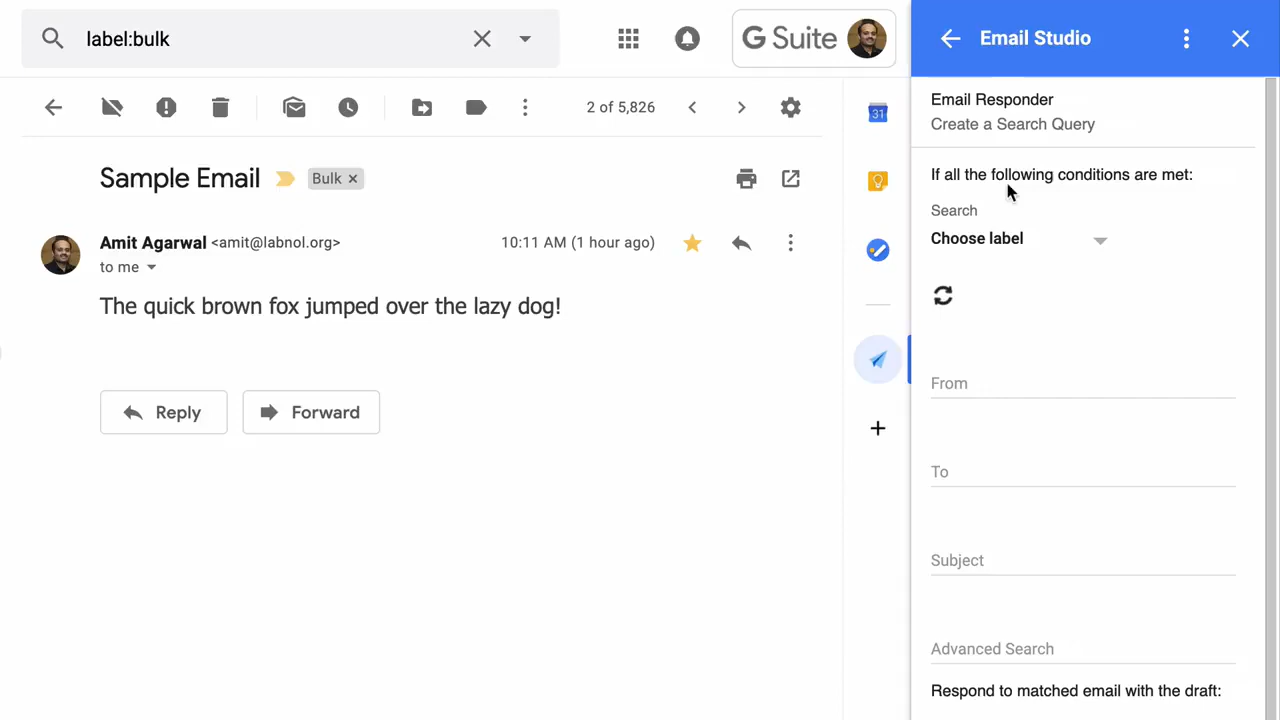 label:bulk
G Suite
2 of 5,826
31
Sample Email
Bulk
Amit Agarwal <amit@labnol.org>
10:11 AM (1 hour ago)
to me
The quick brown fox jumped over the lazy dog!
Reply
Forward
Email Studio
Email Responder
Create a Search Query
If all the following conditions are met:
Search
Choose label
From
To
Subject
Advanced Search
Respond to matched email with the draft: